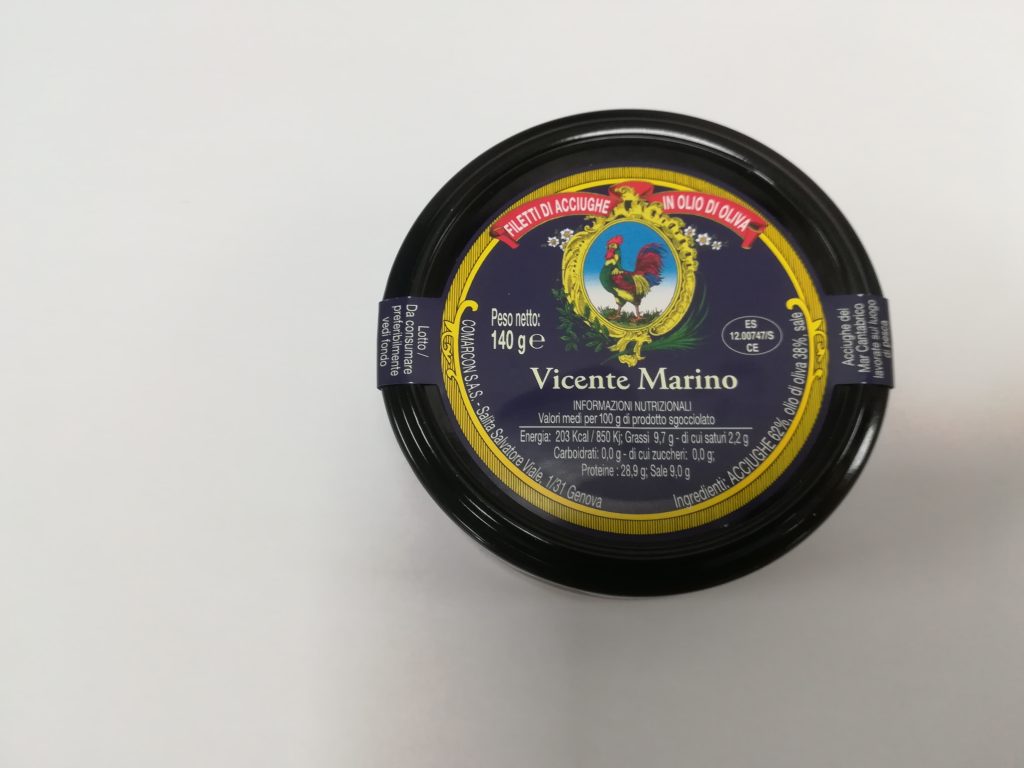 FILETTI DI ACCIUGHE IN OLIO DI OLIVA
Peso netto:
140 g ℮
ES
12.00747/S
CE
Vicente Marino
INFORMAZIONI NUTRIZIONALI
Valori medi per 100 g di prodotto sgocciolato
Energia: 203 Kcal / 850 Kj; Grassi 9,7 g - di cui saturi 2,2 g
Carboidrati: 0,0 g - di cui zuccheri: 0,0 g;
Proteine : 28,9 g; Sale 9,0 g
COMARCON S.A.S. - Salita Salvatore Viale, 1/31 Genova
Ingredienti: ACCIUGHE 62%, olio di oliva 38%, sale
Lotto /
Da consumare
preferibilmente
vedi fondo
Acciughe del
Mar Cantabrico
lavorate sul luogo
di pesca